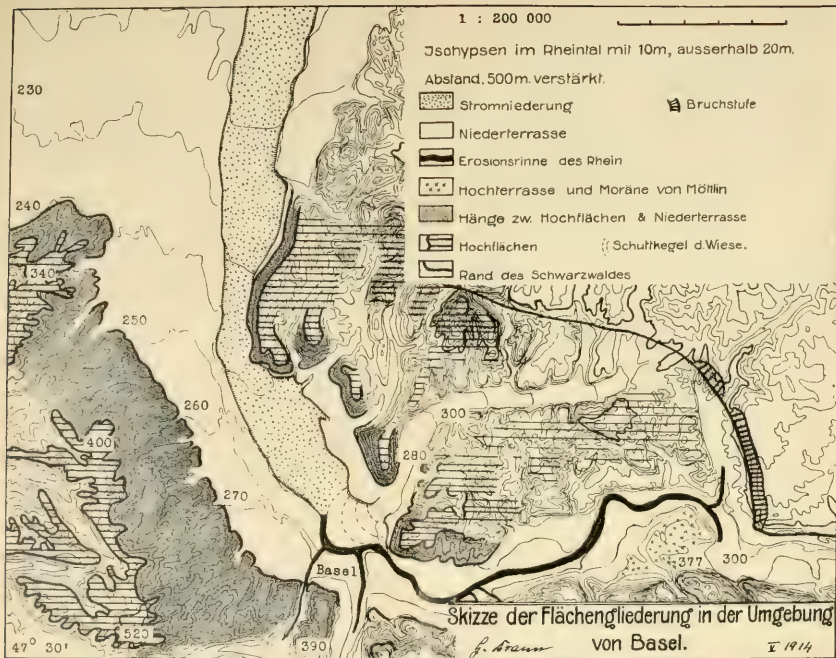 1 : 200 000
Isohypsen im Rheintal mit 10m, ausserhalb 20m.
Abstand, 500m. verstärkt.
Stromniederung
Bruchstufe
Niederterrasse
Erosionsrinne des Rhein
Hochterrasse und Moräne von Möhlin
Hänge zw. Hochflächen & Niederterrasse
Hochflächen
Schuttkegel d. Wiese.
Rand des Schwarzwaldes
230
240
340
250
260
300
400
280
270
Basel
377
300
520
390
47° 30'
Skizze der Flächengliederung in der Umgebung
von Basel.
G. Braun
V 1914